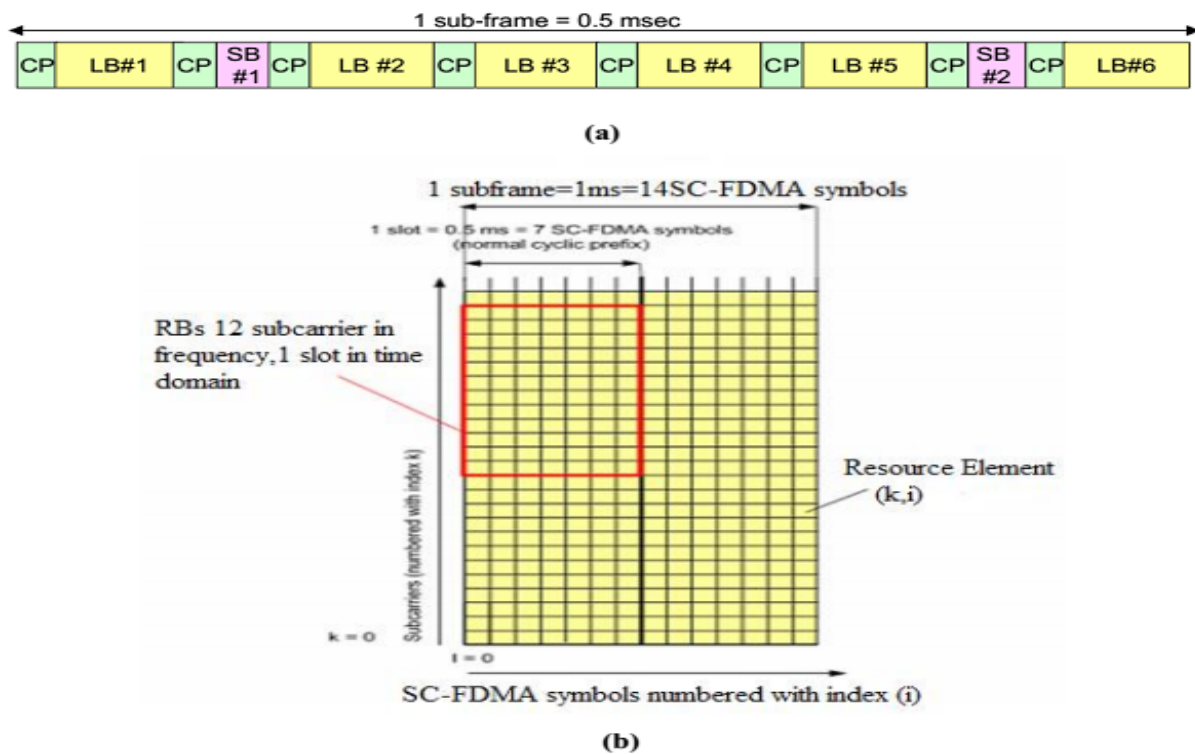 1 sub-frame = 0.5 msec
CP LB#1 CP SB #1 CP LB #2 CP LB #3 CP LB #4 CP LB #5 CP SB #2 CP LB#6
(a)
1 subframe=1ms=14SC-FDMA symbols
1 slot = 0.5 ms = 7 SC-FDMA symbols
(normal cyclic prefix)
RBs 12 subcarrier in
frequency,1 slot in time
domain
Subcarriers (numbered with index k)
Resource Element
(k,i)
k = 0
l = 0
SC-FDMA symbols numbered with index (i)
(b)